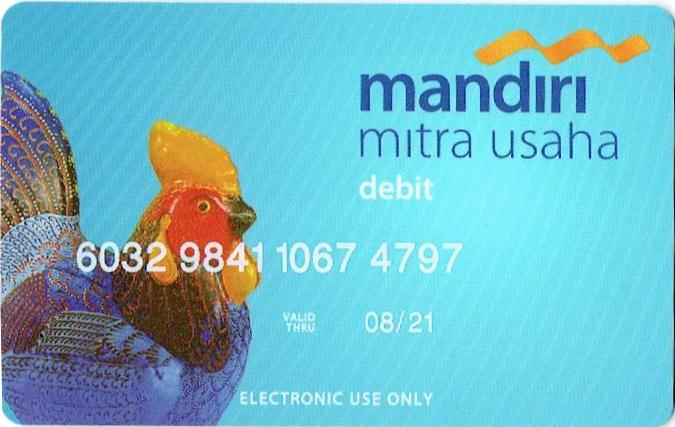 mandiri
mitra usaha
debit
6032 9841 1067 4797
VALID
THRU
08/21
ELECTRONIC USE ONLY